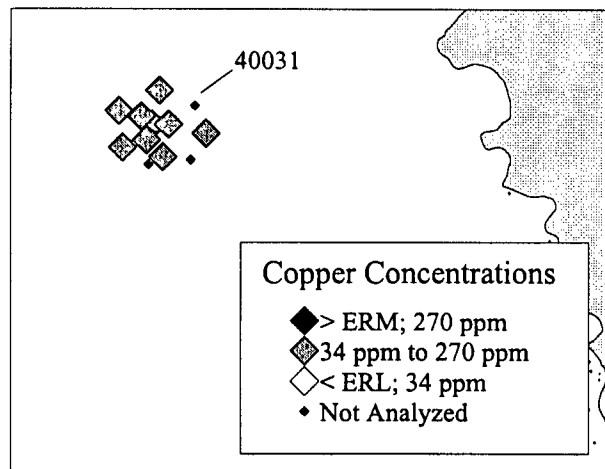 40031
Copper Concentrations
> ERM; 270 ppm
34 ppm to 270 ppm
< ERL; 34 ppm
Not Analyzed